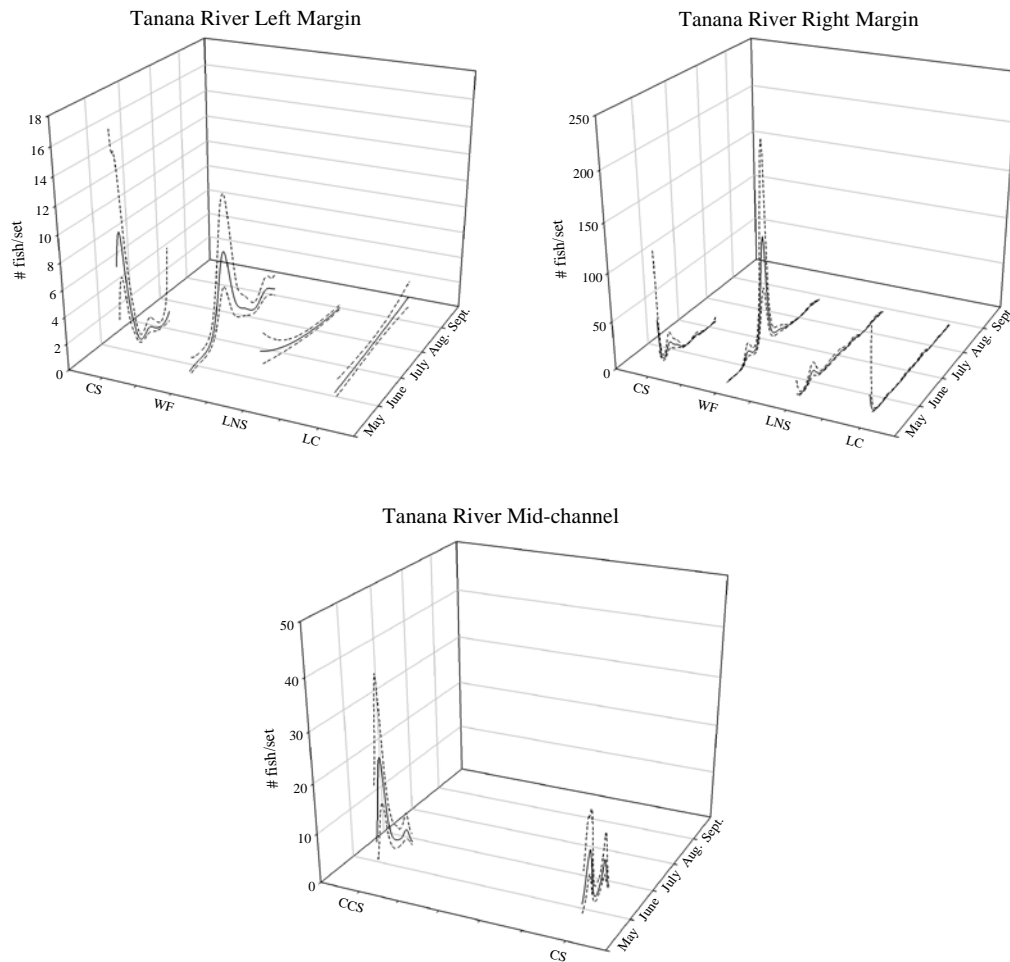 Tanana River Left Margin
18
16
14
12
10
8
6
4
2
0
# fish/set
CS
WF
LNS
LC
May
June
July
Aug.
Sept.
Tanana River Right Margin
250
200
150
100
50
0
# fish/set
CS
WF
LNS
LC
May
June
July
Aug.
Sept.
Tanana River Mid-channel
50
40
30
20
10
0
# fish/set
CCS
CS
May
June
July
Aug.
Sept.